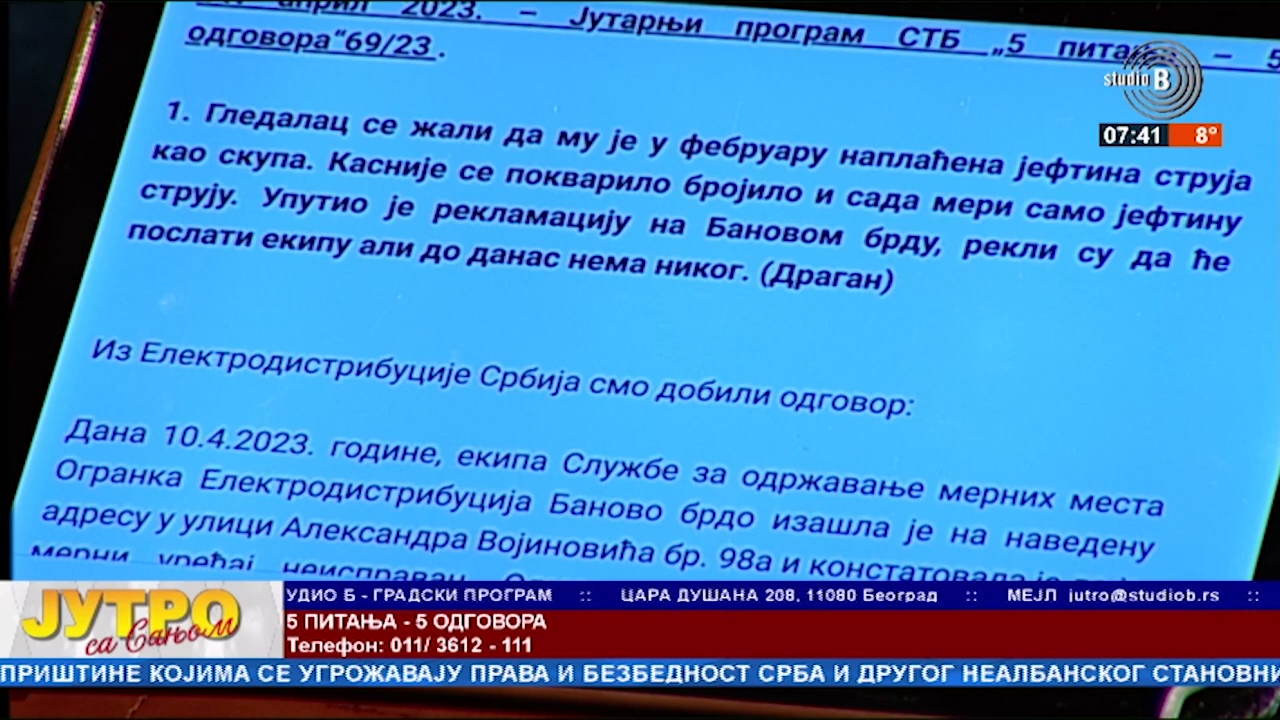 април 2023. – Јутарњи програм СТБ „5 питања – 5
одговора“69/23.
studio B
07:41 8°
1. Гледалац се жали да му је у фебруару наплаћена јефтина струја
као скупа. Касније се покварило бројило и сада мери само јефтину
струју. Упутио је рекламацију на Бановом брду, рекли су да ће
послати екипу али до данас нема никог. (Драган)
Из Електродистрибуције Србија смо добили одговор:
Дана 10.4.2023. године, екипа Службе за одржавање мерних места
Огранка Електродистрибуција Баново брдо изашла је на наведену
адресу у улици Александра Војиновића бр. 98а и констатовала је
мерни уређај неисправан.
ЈУТРО
са Сањом
УДИО Б - ГРАДСКИ ПРОГРАМ :: ЦАРА ДУШАНА 208, 11080 Београд :: МЕЈЛ jutro@studiob.rs ::
5 ПИТАЊА - 5 ОДГОВОРА
Телефон: 011/ 3612 - 111
ПРИШТИНЕ КОЈИМА СЕ УГРОЖАВАЈУ ПРАВА И БЕЗБЕДНОСТ СРБА И ДРУГОГ НЕАЛБАНСКОГ СТАНОВНИ